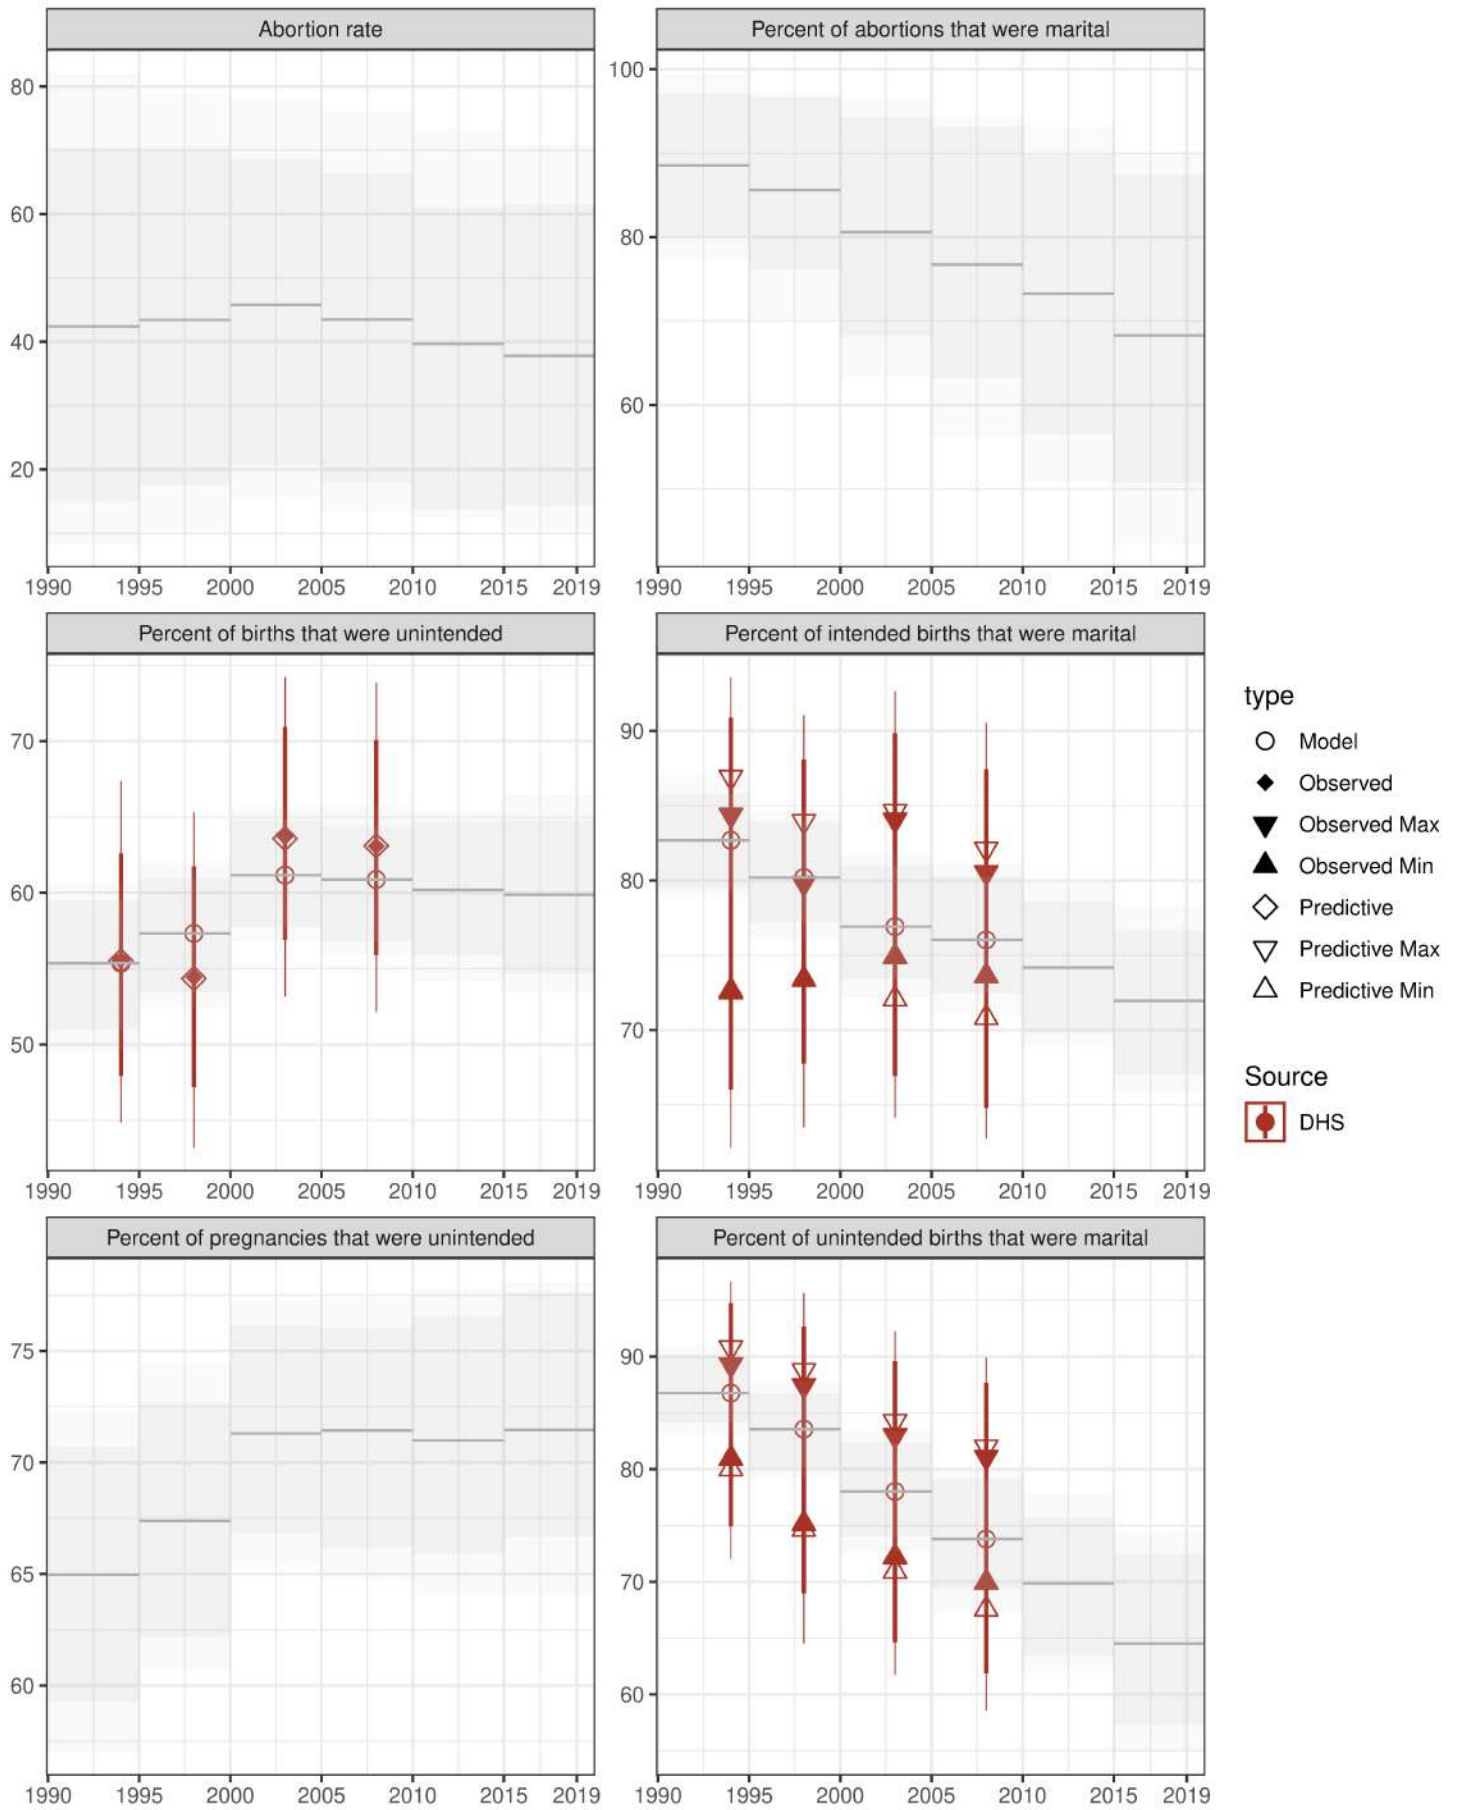 Abortion rate
Percent of abortions that were marital
80
60
40
20
100
80
60
1990 1995 2000 2005 2010 2015 2019
1990 1995 2000 2005 2010 2015 2019
Percent of births that were unintended
Percent of intended births that were marital
70
60
50
90
80
70
1990 1995 2000 2005 2010 2015 2019
1990 1995 2000 2005 2010 2015 2019
Percent of pregnancies that were unintended
Percent of unintended births that were marital
75
70
65
60
90
80
70
60
1990 1995 2000 2005 2010 2015 2019
1990 1995 2000 2005 2010 2015 2019
type
Model
Observed
Observed Max
Observed Min
Predictive
Predictive Max
Predictive Min
Source
DHS